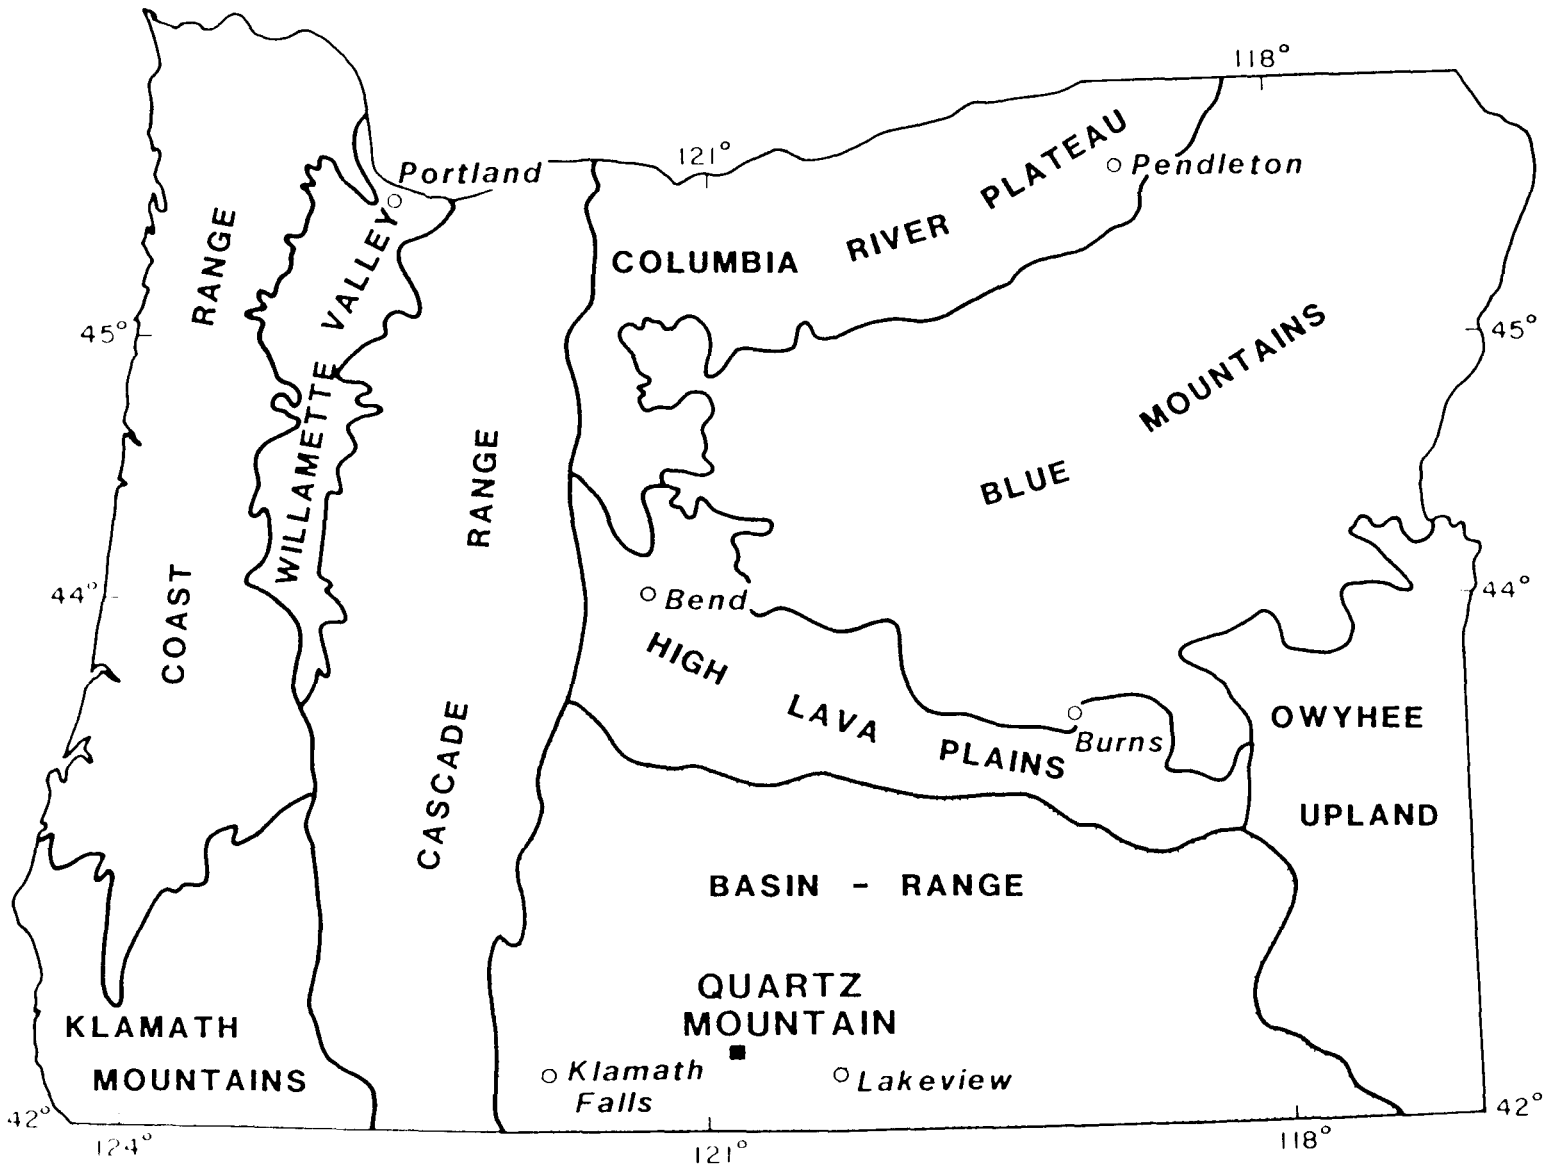 118°
121°
Portland
Pendleton
COLUMBIA RIVER PLATEAU
COAST RANGE
WILLAMETTE VALLEY
45°
45°
CASCADE RANGE
BLUE MOUNTAINS
44°
44°
Bend
HIGH LAVA PLAINS
Burns
OWYHEE
UPLAND
BASIN - RANGE
QUARTZ
MOUNTAIN
KLAMATH
MOUNTAINS
Klamath
Falls
Lakeview
42°
42°
124°
121°
118°